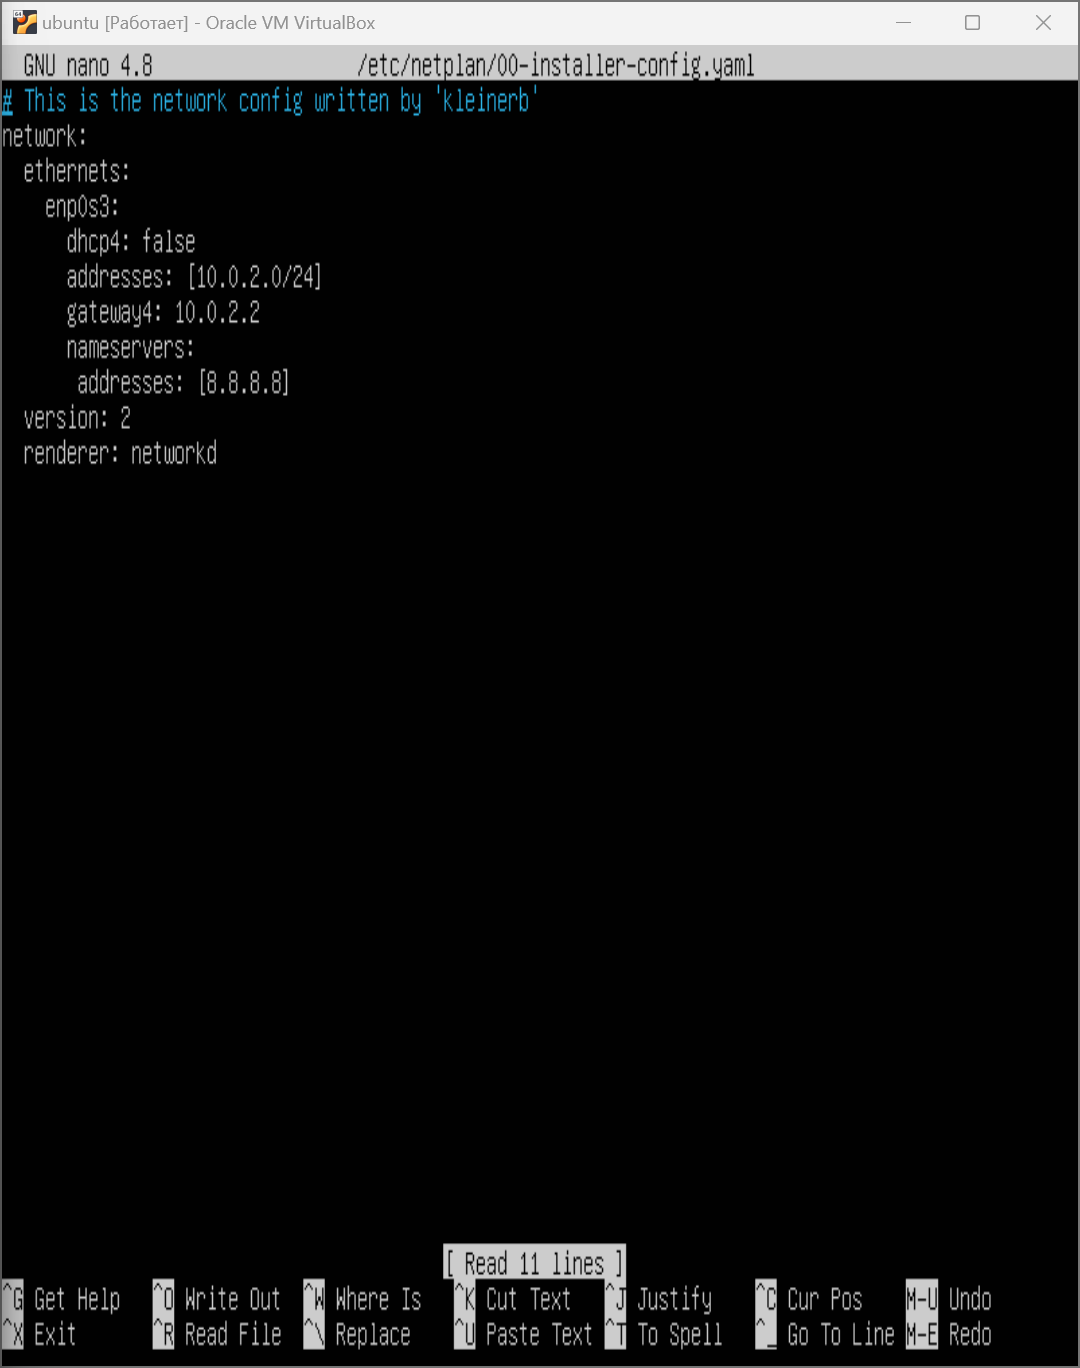 ubuntu [Работает] - Oracle VM VirtualBox
GNU nano 4.8 /etc/netplan/00-installer-config.yaml
# This is the network config written by 'kleinerb'
network:
  ethernets:
    enp0s3:
      dhcp4: false
      addresses: [10.0.2.0/24]
      gateway4: 10.0.2.2
      nameservers:
       addresses: [8.8.8.8]
  version: 2
  renderer: networkd
[ Read 11 lines ]
^G Get Help ^O Write Out ^W Where Is ^K Cut Text ^J Justify ^C Cur Pos M-U Undo
^X Exit ^R Read File ^\ Replace ^U Paste Text ^T To Spell ^_ Go To Line M-E Redo